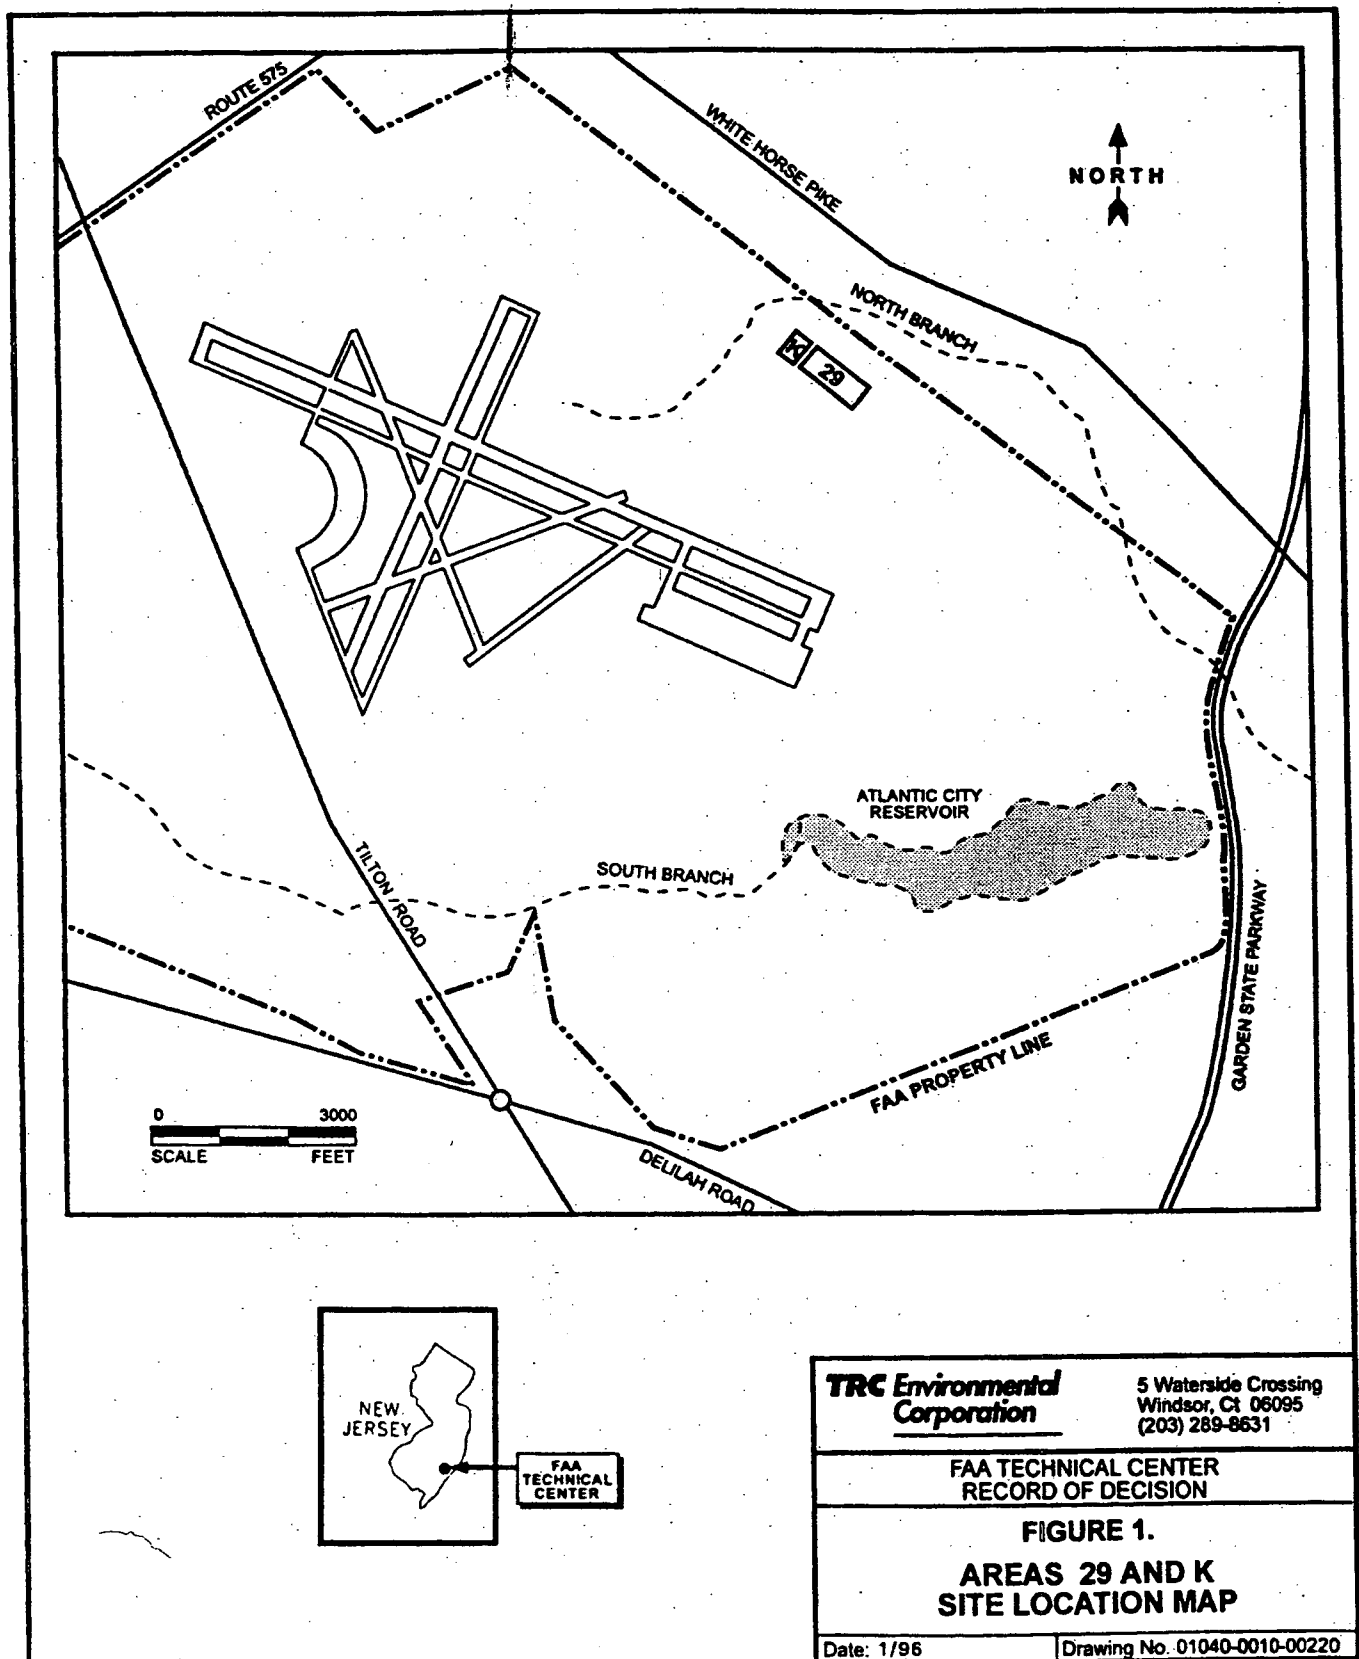 ROUTE 575
WHITE HORSE PIKE
NORTH
NORTH BRANCH
K
29
ATLANTIC CITY
RESERVOIR
SOUTH BRANCH
TILTON ROAD
GARDEN STATE PARKWAY
FAA PROPERTY LINE
0 3000
SCALE FEET
DELILAH ROAD
NEW
JERSEY
FAA
TECHNICAL
CENTER
TRC Environmental
Corporation
5 Waterside Crossing
Windsor, Ct 06095
(203) 289-8631
FAA TECHNICAL CENTER
RECORD OF DECISION
FIGURE 1.
AREAS 29 AND K
SITE LOCATION MAP
Date: 1/96
Drawing No. 01040-0010-00220